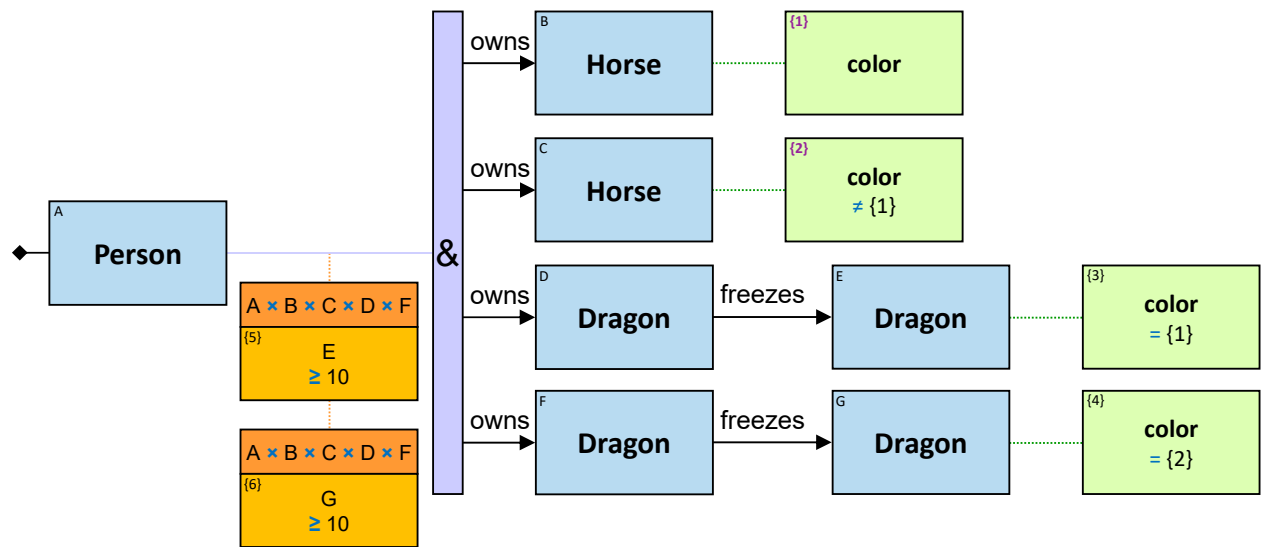 owns
B
Horse
{1}
color
owns
C
Horse
{2}
color
≠ {1}
A
Person
&
A × B × C × D × F
{5}
E
≥ 10
owns
D
Dragon
freezes
E
Dragon
{3}
color
= {1}
owns
F
Dragon
freezes
G
Dragon
{4}
color
= {2}
A × B × C × D × F
{6}
G
≥ 10